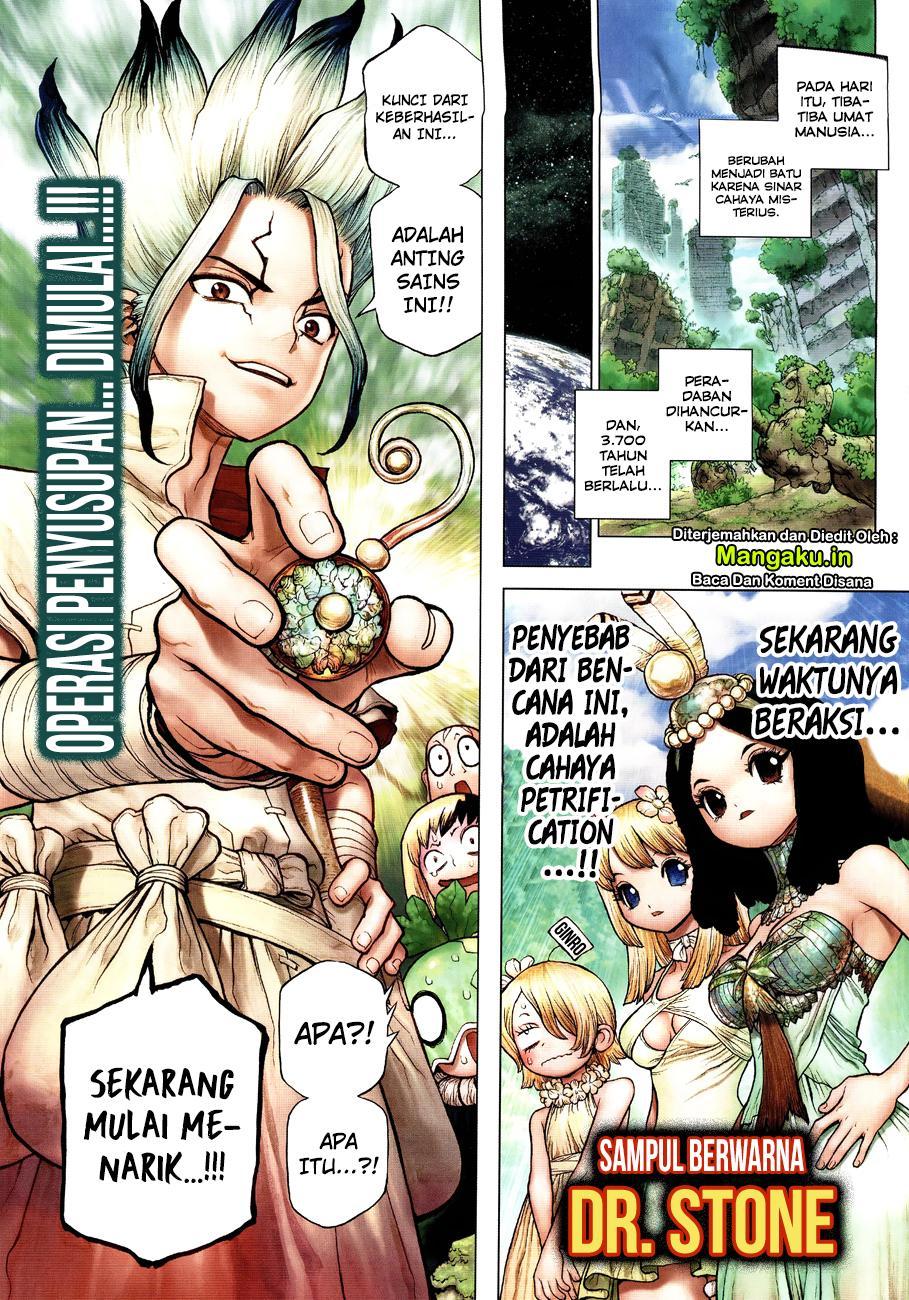 PADA HARI
ITU, TIBA-
TIBA UMAT
MANUSIA...
BERUBAH
MENJADI BATU
KARENA SINAR
CAHAYA MIS-
TERIUS.
PERA-
DABAN
DIHANCUR-
KAN...
DAN,
3.700
TAHUN
TELAH
BERLALU...
Diterjemahkan dan Diedit Oleh :
Mangaku.in
Baca Dan Koment Disana
SEKARANG
WAKTUNYA
BERAKSI...
PENYEBAB
DARI BEN-
CANA INI,
ADALAH
CAHAYA
PETRIFI-
CATION
...!!
GINRO
SAMPUL BERWARNA
DR. STONE
KUNCI DARI
KEBERHASIL-
AN INI...
ADALAH
ANTING
SAINS
INI!!
OPERASI PENYUSUPAN... DIMULAI...!!!
APA?!
APA
ITU...?!
SEKARANG
MULAI ME-
NARIK...!!!